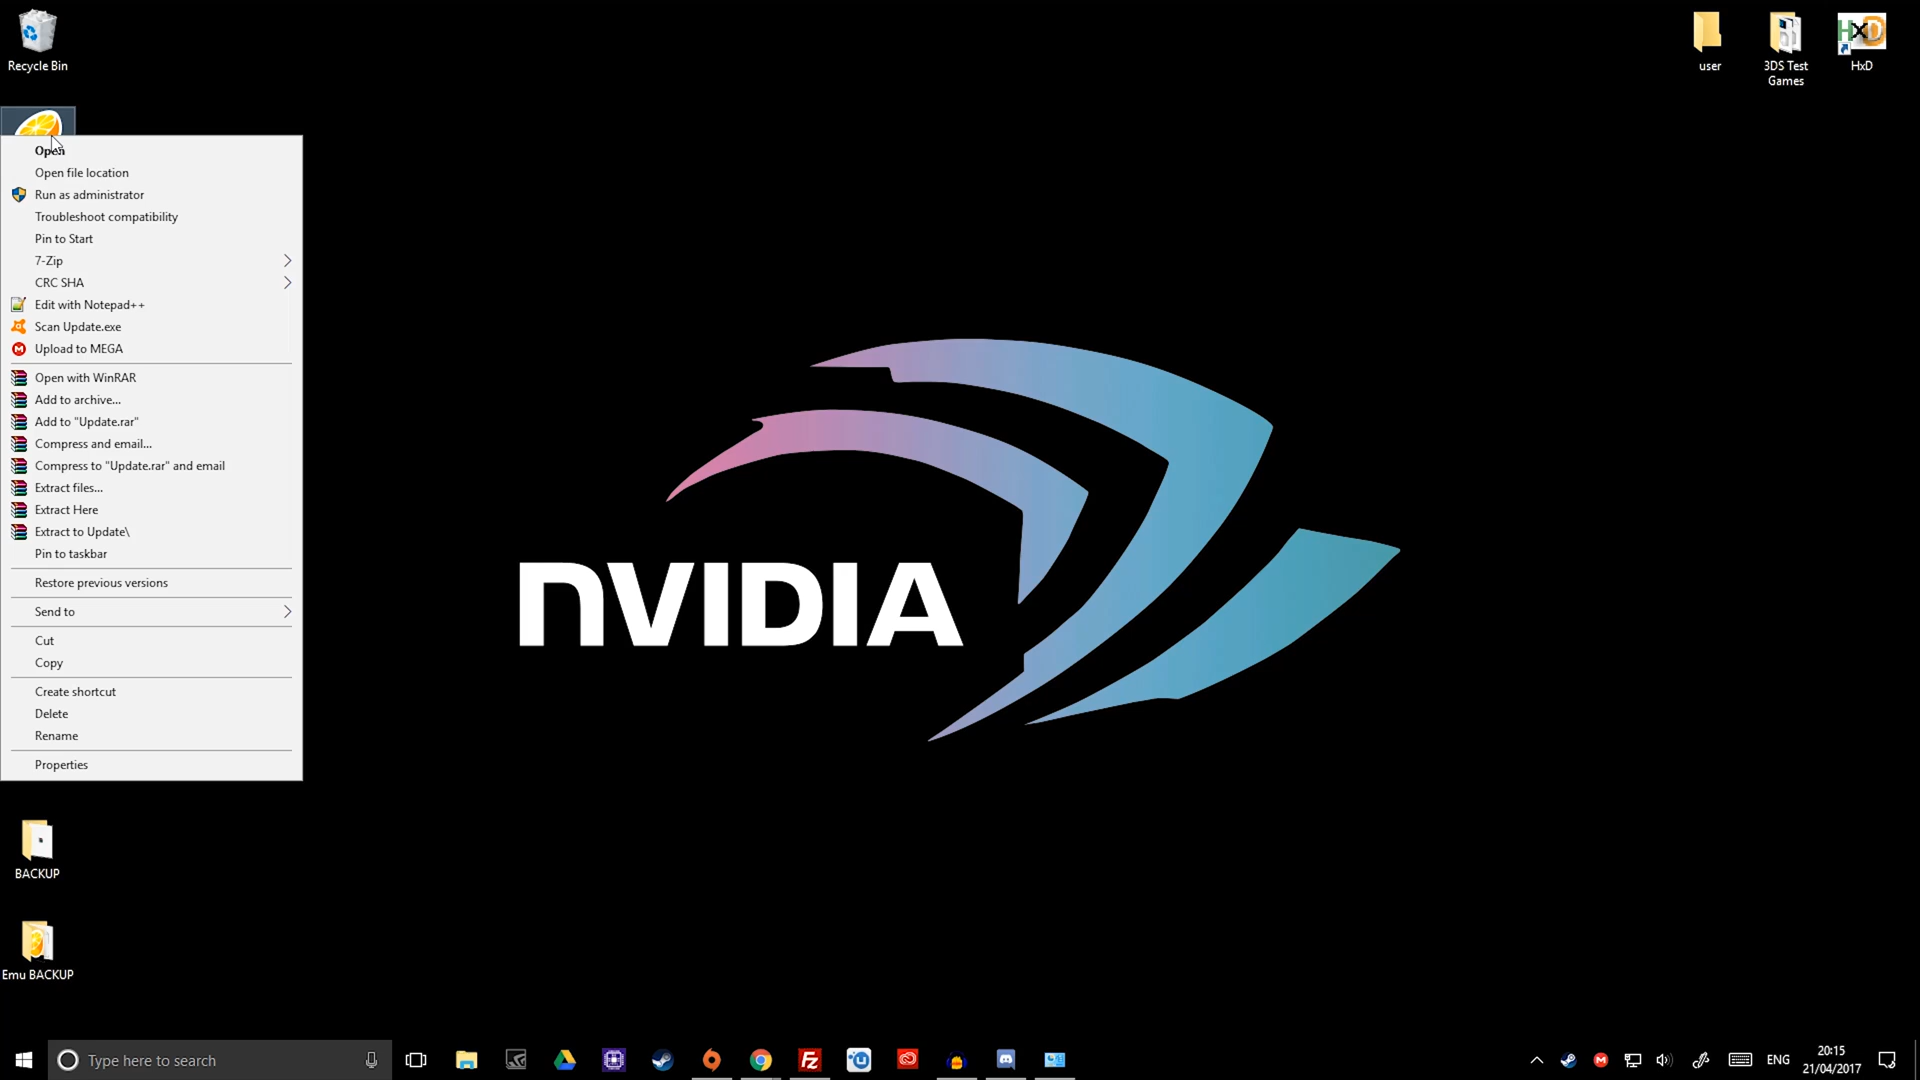 Recycle Bin
user
3DS Test
Games
HxD
HxD
Open
Open file location
Run as administrator
Troubleshoot compatibility
Pin to Start
7-Zip
CRC SHA
Edit with Notepad++
Scan Update.exe
Upload to MEGA
Open with WinRAR
Add to archive...
Add to "Update.rar"
Compress and email...
Compress to "Update.rar" and email
Extract files...
Extract Here
Extract to Update\
Pin to taskbar
Restore previous versions
Send to
Cut
Copy
Create shortcut
Delete
Rename
Properties
nVIDIA
BACKUP
Emu BACKUP
Type here to search
Fz
ENG
20:15
21/04/2017